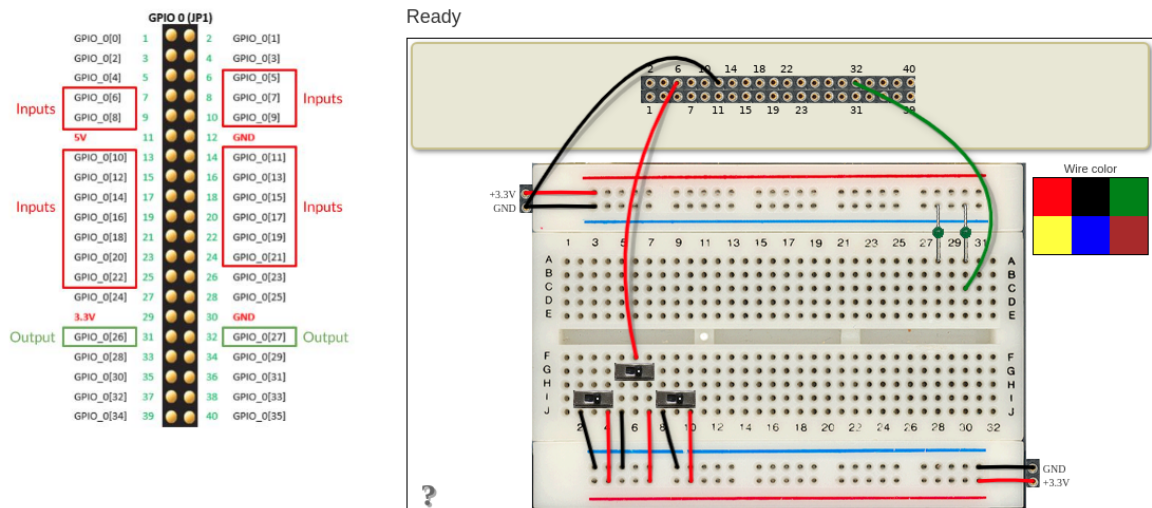 GPIO 0 (JP1)
GPIO_0[0] 1 2 GPIO_0[1]
GPIO_0[2] 3 4 GPIO_0[3]
GPIO_0[4] 5 6 GPIO_0[5]
Inputs GPIO_0[6] 7 8 GPIO_0[7] Inputs
GPIO_0[8] 9 10 GPIO_0[9]
5V 11 12 GND
GPIO_0[10] 13 14 GPIO_0[11]
GPIO_0[12] 15 16 GPIO_0[13]
GPIO_0[14] 17 18 GPIO_0[15]
Inputs GPIO_0[16] 19 20 GPIO_0[17] Inputs
GPIO_0[18] 21 22 GPIO_0[19]
GPIO_0[20] 23 24 GPIO_0[21]
GPIO_0[22] 25 26 GPIO_0[23]
GPIO_0[24] 27 28 GPIO_0[25]
3.3V 29 30 GND
Output GPIO_0[26] 31 32 GPIO_0[27] Output
GPIO_0[28] 33 34 GPIO_0[29]
GPIO_0[30] 35 36 GPIO_0[31]
GPIO_0[32] 37 38 GPIO_0[33]
GPIO_0[34] 39 40 GPIO_0[35]
Ready
2 6 10 14 18 22 32 40
1 7 11 15 19 23 31 39
+3.3V
GND
Wire color
1 3 5 7 9 11 13 15 17 19 21 23 25 27 29 31
A A
B B
C C
D D
E E
F F
G G
H H
I I
J J
2 4 6 8 10 12 14 16 18 20 22 24 26 28 30 32
GND
+3.3V
?